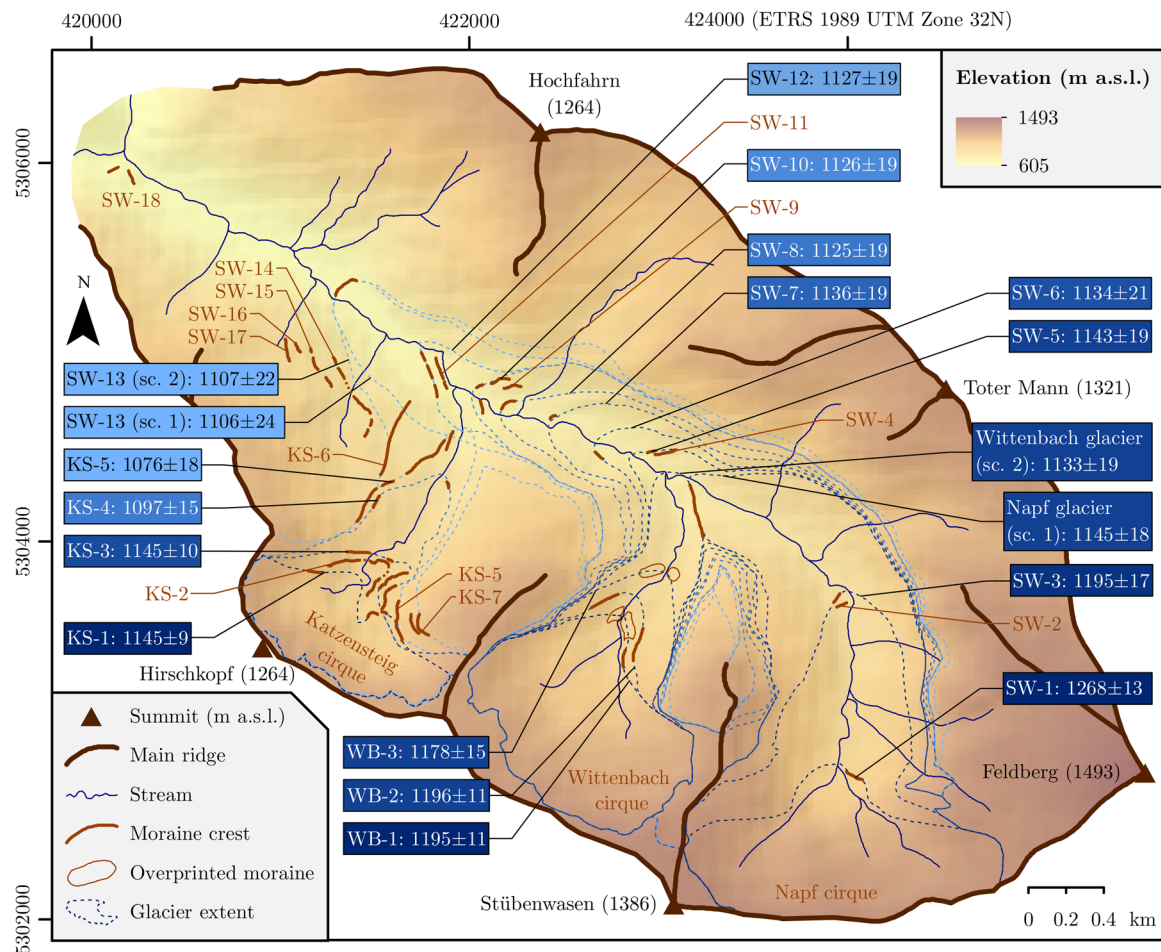 420000
422000
424000 (ETRS 1989 UTM Zone 32N)
5306000
5304000
5302000
Hochfahrn
(1264)
SW-12: 1127±19
SW-11
SW-10: 1126±19
SW-9
SW-8: 1125±19
SW-7: 1136±19
Elevation (m a.s.l.)
1493
605
SW-18
N
SW-14
SW-15
SW-16
SW-17
SW-6: 1134±21
SW-5: 1143±19
SW-13 (sc. 2): 1107±22
SW-13 (sc. 1): 1106±24
Toter Mann (1321)
SW-4
KS-6
KS-5: 1076±18
KS-4: 1097±15
KS-3: 1145±10
KS-2
KS-1: 1145±9
Wittenbach glacier
(sc. 2): 1133±19
Napf glacier
(sc. 1): 1145±18
SW-3: 1195±17
SW-2
KS-5
KS-7
Katzensteig
cirque
Hirschkopf (1264)
SW-1: 1268±13
Feldberg (1493)
WB-3: 1178±15
WB-2: 1196±11
WB-1: 1195±11
Wittenbach
cirque
Napf cirque
Stübenwasen (1386)
Summit (m a.s.l.)
Main ridge
Stream
Moraine crest
Overprinted moraine
Glacier extent
0 0.2 0.4 km